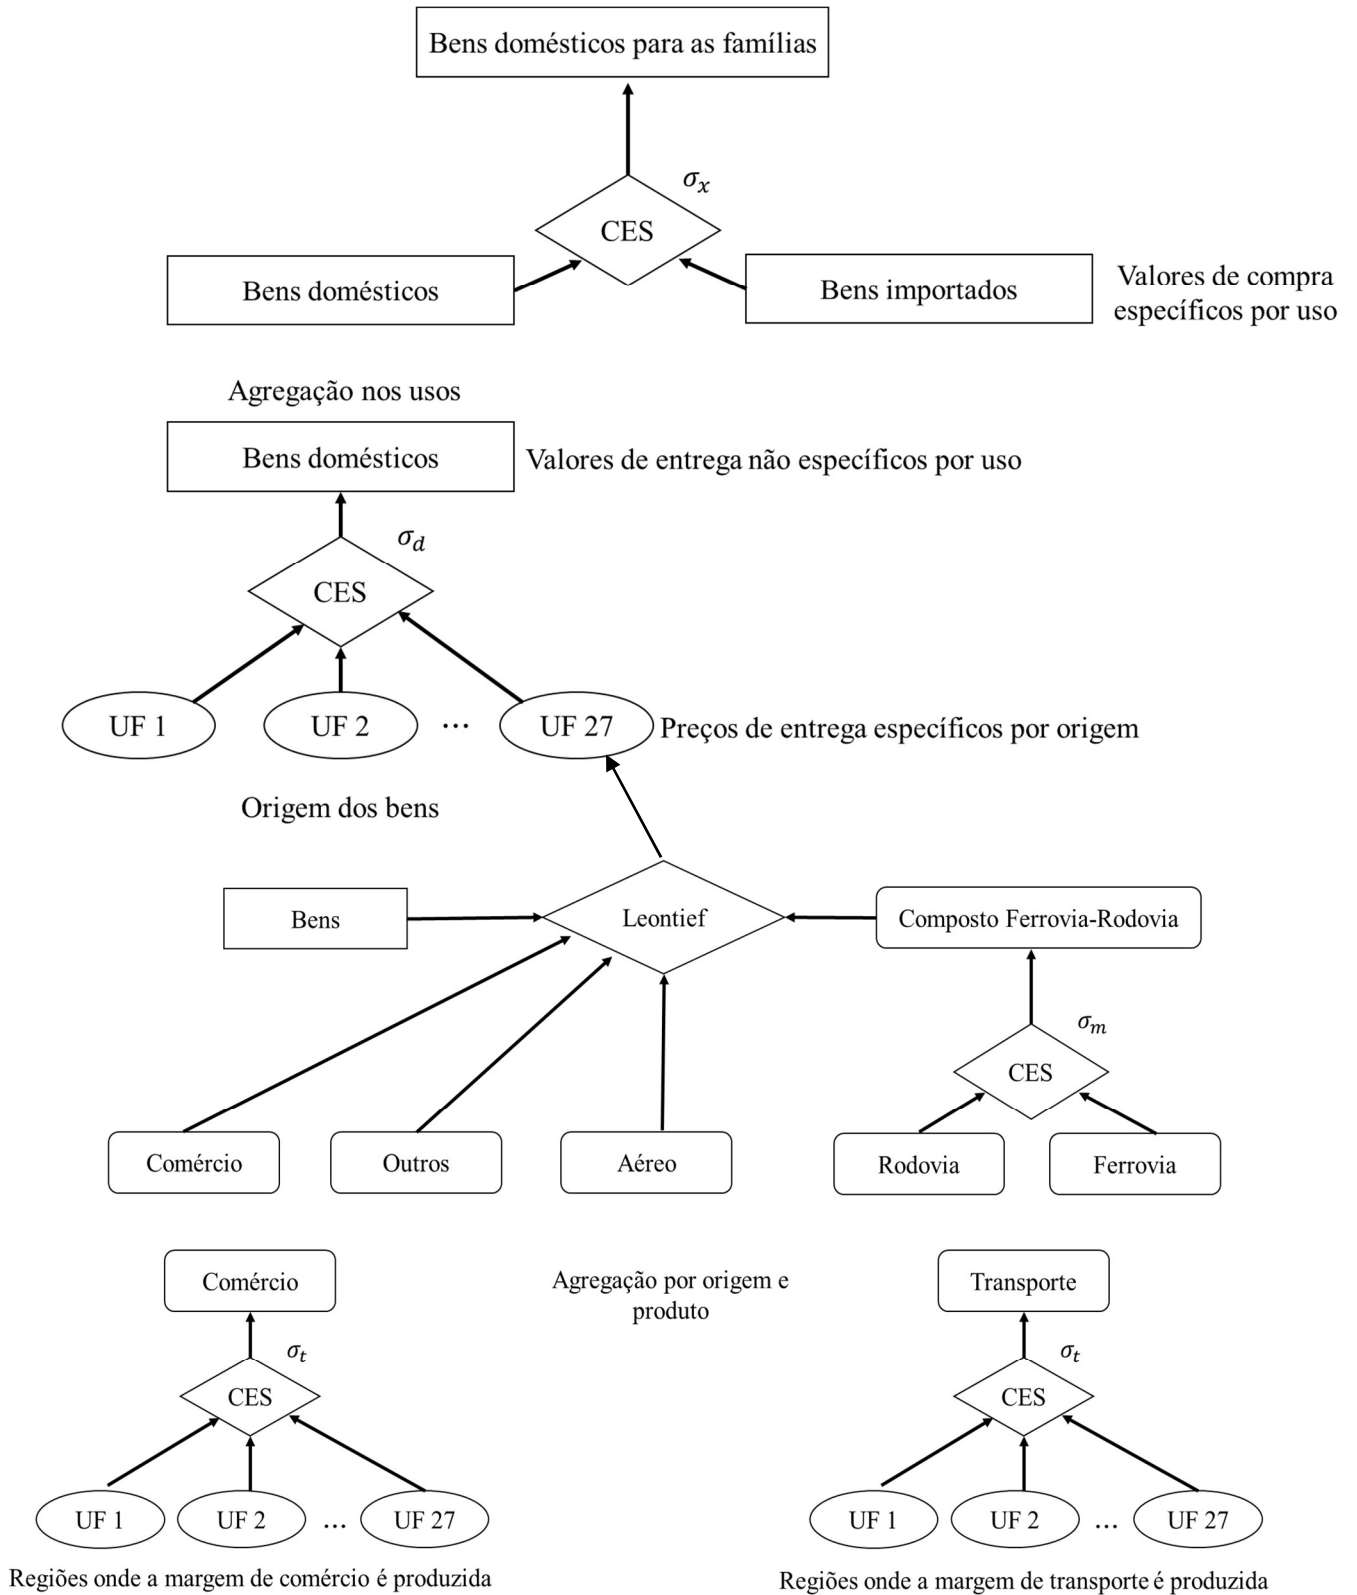 Bens domésticos para as famílias
σx
CES
Bens domésticos
Bens importados
Valores de compra
específicos por uso
Agregação nos usos
Bens domésticos
Valores de entrega não específicos por uso
σd
CES
UF 1
UF 2
...
UF 27
Preços de entrega específicos por origem
Origem dos bens
Bens
Leontief
Composto Ferrovia-Rodovia
σm
CES
Comércio
Outros
Aéreo
Rodovia
Ferrovia
Comércio
Agregação por origem e
produto
Transporte
σt
σt
CES
CES
UF 1
UF 2
...
UF 27
UF 1
UF 2
...
UF 27
Regiões onde a margem de comércio é produzida
Regiões onde a margem de transporte é produzida